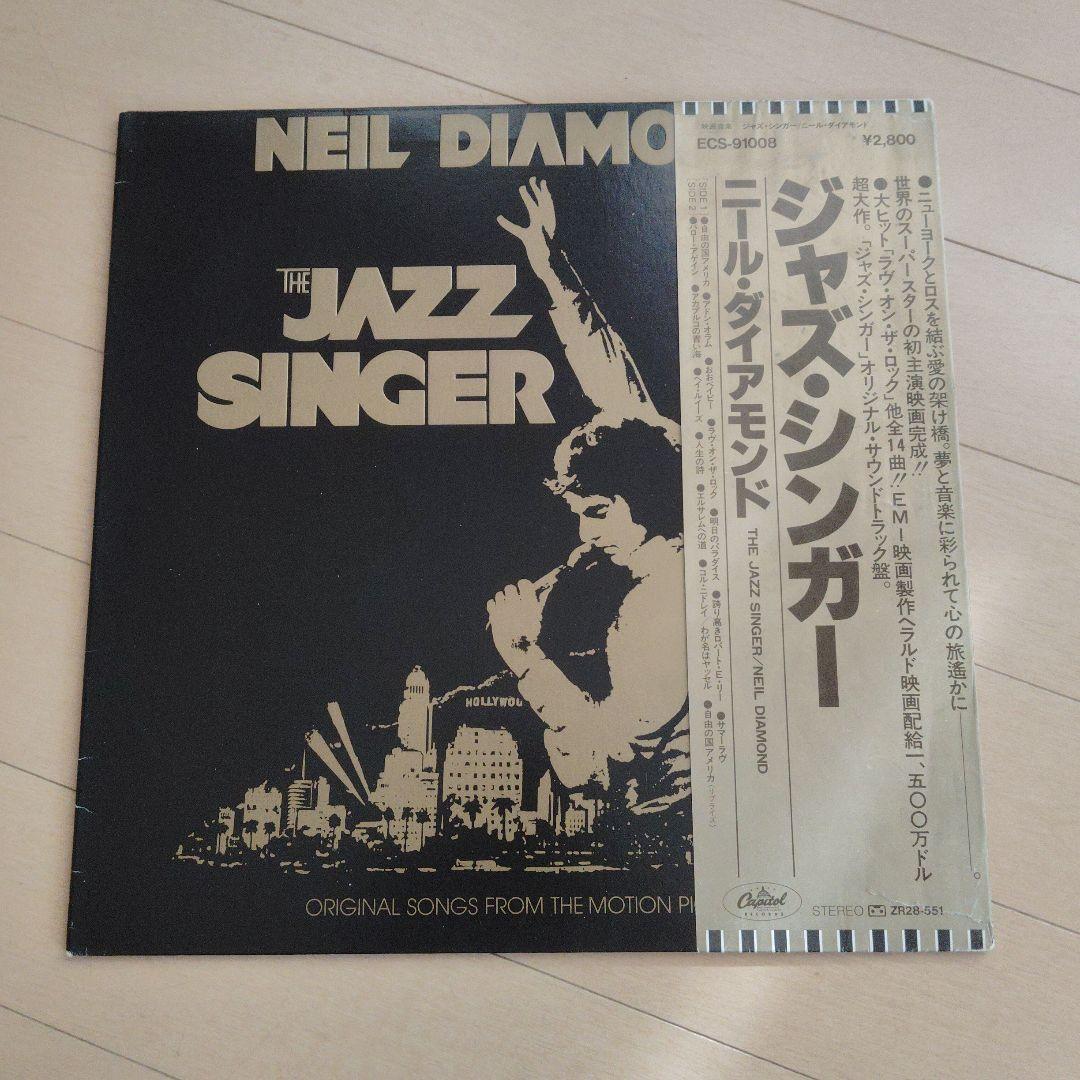 NEIL DIAMO
THE
JAZZ
SINGER
HOLLYWO
ORIGINAL SONGS FROM THE MOTION PI
映画音楽 ジャズ・シンガー/ニール・ダイアモンド
ECS-91008 ¥2,800
●ニューヨークとロスを結ぶ愛の架け橋。夢と音楽に彩られて心の旅遙かに
世界のスーパースターの初主演映画完成!!
●大ヒット「ラヴ・オン・ザ・ロック」他全14曲!! EMI映画製作ヘラルド映画配給一、五〇〇万ドル
超大作。「ジャズ・シンガー」オリジナル・サウンドトラック盤。
ジャズ・シンガー
ニール・ダイアモンド THE JAZZ SINGER/NEIL DIAMOND
[SIDE 1] ●自由の国アメリカ ●アドン・オラム ●おおベイビー ●ラヴ・オン・ザ・ロック ●明日のパラダイス ●誇り高きロバート・E・リー ●サマーラヴ
[SIDE 2] ●ハロー・アゲイン ●アカプルコの青い海 ●ヘイ・ルイーズ ●人生の詩 ●エルサレムへの道 ●コル・ニドレイ/わが名はヤッセル ●自由の国アメリカ(リプライズ)
Capitol
RECORDS
STEREO ZR28-551